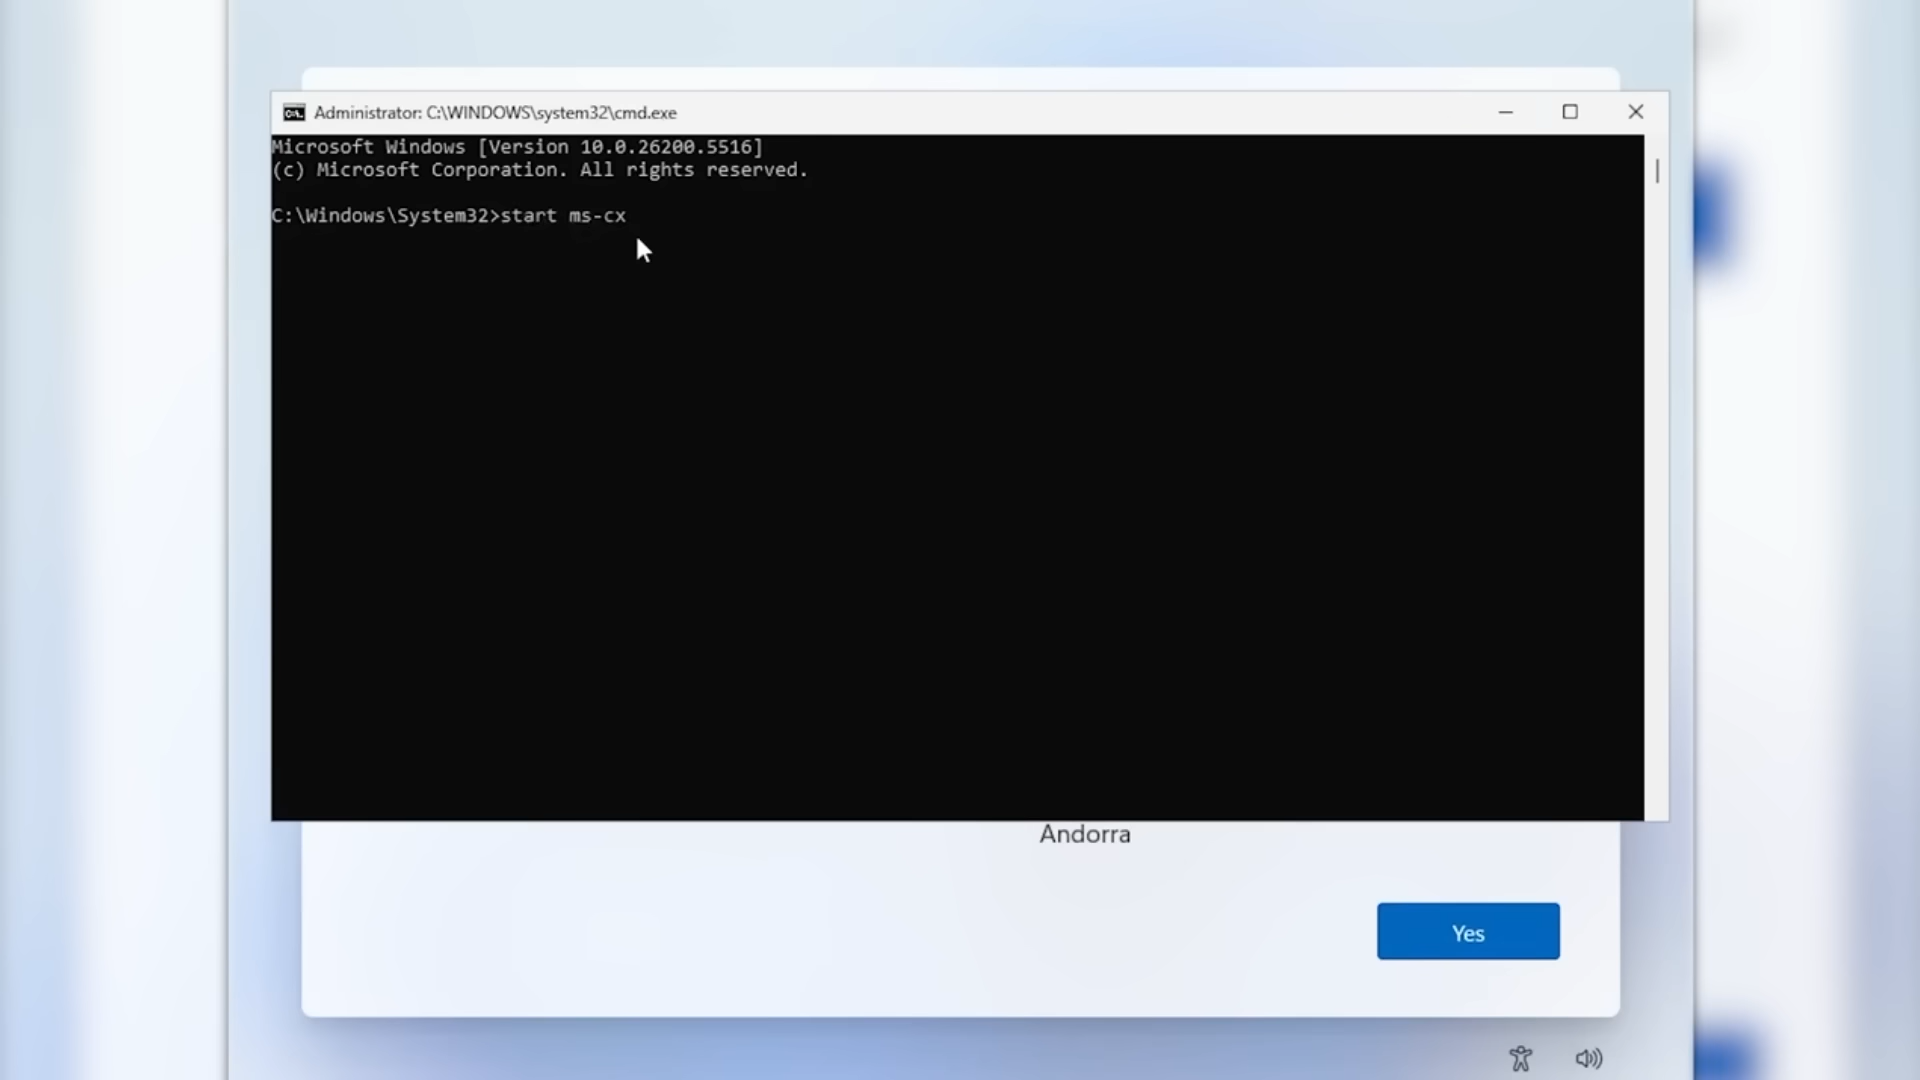 Administrator: C:\WINDOWS\system32\cmd.exe
Microsoft Windows [Version 10.0.26200.5516]
(c) Microsoft Corporation. All rights reserved.
C:\Windows\System32>start ms-cx
Andorra
Yes